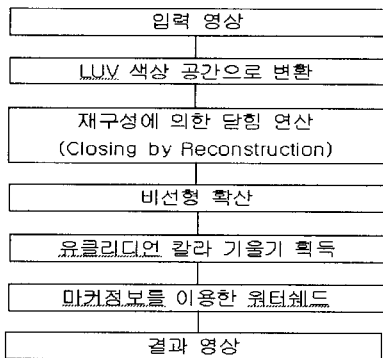 입력 영상
LUV 색상 공간으로 변환
재구성에 의한 닫힘 연산
(Closing by Reconstruction)
비선형 확산
유클리디언 칼라 기울기 획득
마커정보를 이용한 워터쉐드
결과 영상